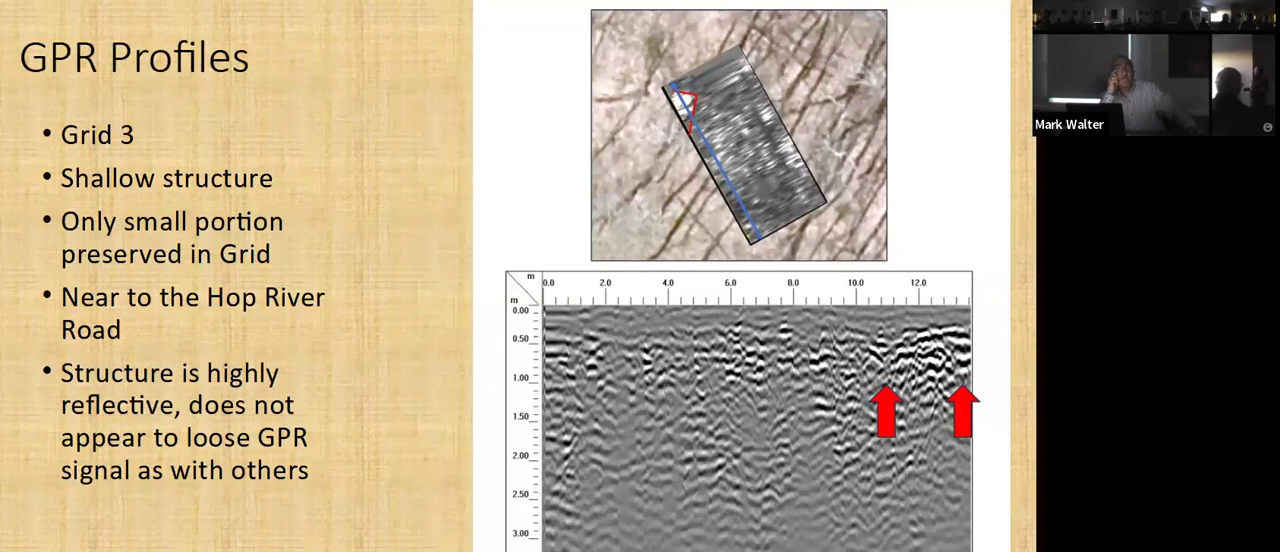 GPR Profiles
• Grid 3
• Shallow structure
• Only small portion
preserved in Grid
• Near to the Hop River
Road
• Structure is highly
reflective, does not
appear to loose GPR
signal as with others
m
0.0 2.0 4.0 6.0 8.0 10.0 12.0
m
0.00
0.50
1.00
1.50
2.00
2.50
3.00
Mark Walter